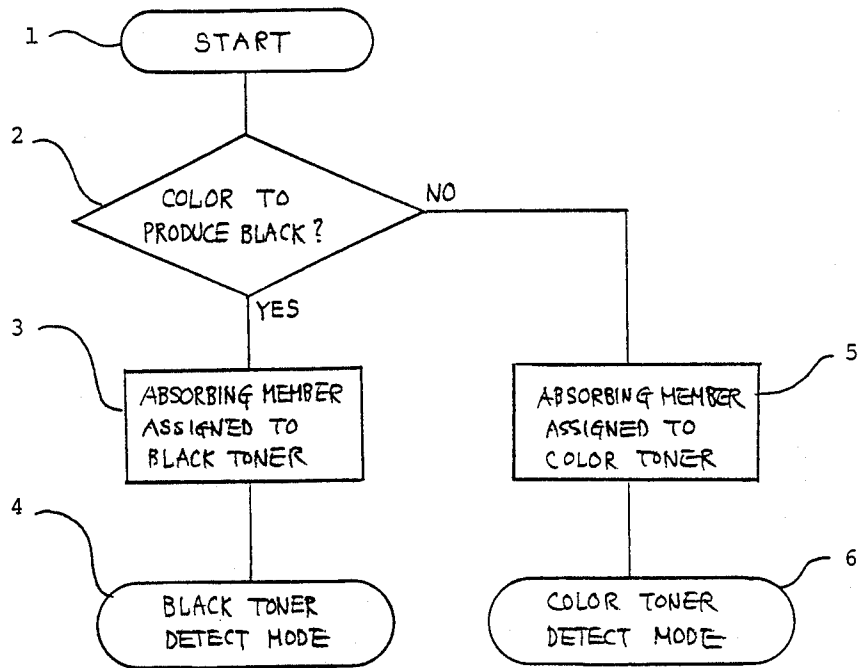 1
START
2
COLOR TO
PRODUCE BLACK?
NO
YES
3
ABSORBING MEMBER
ASSIGNED TO
BLACK TONER
5
ABSORBING MEMBER
ASSIGNED TO
COLOR TONER
4
BLACK TONER
DETECT MODE
6
COLOR TONER
DETECT MODE